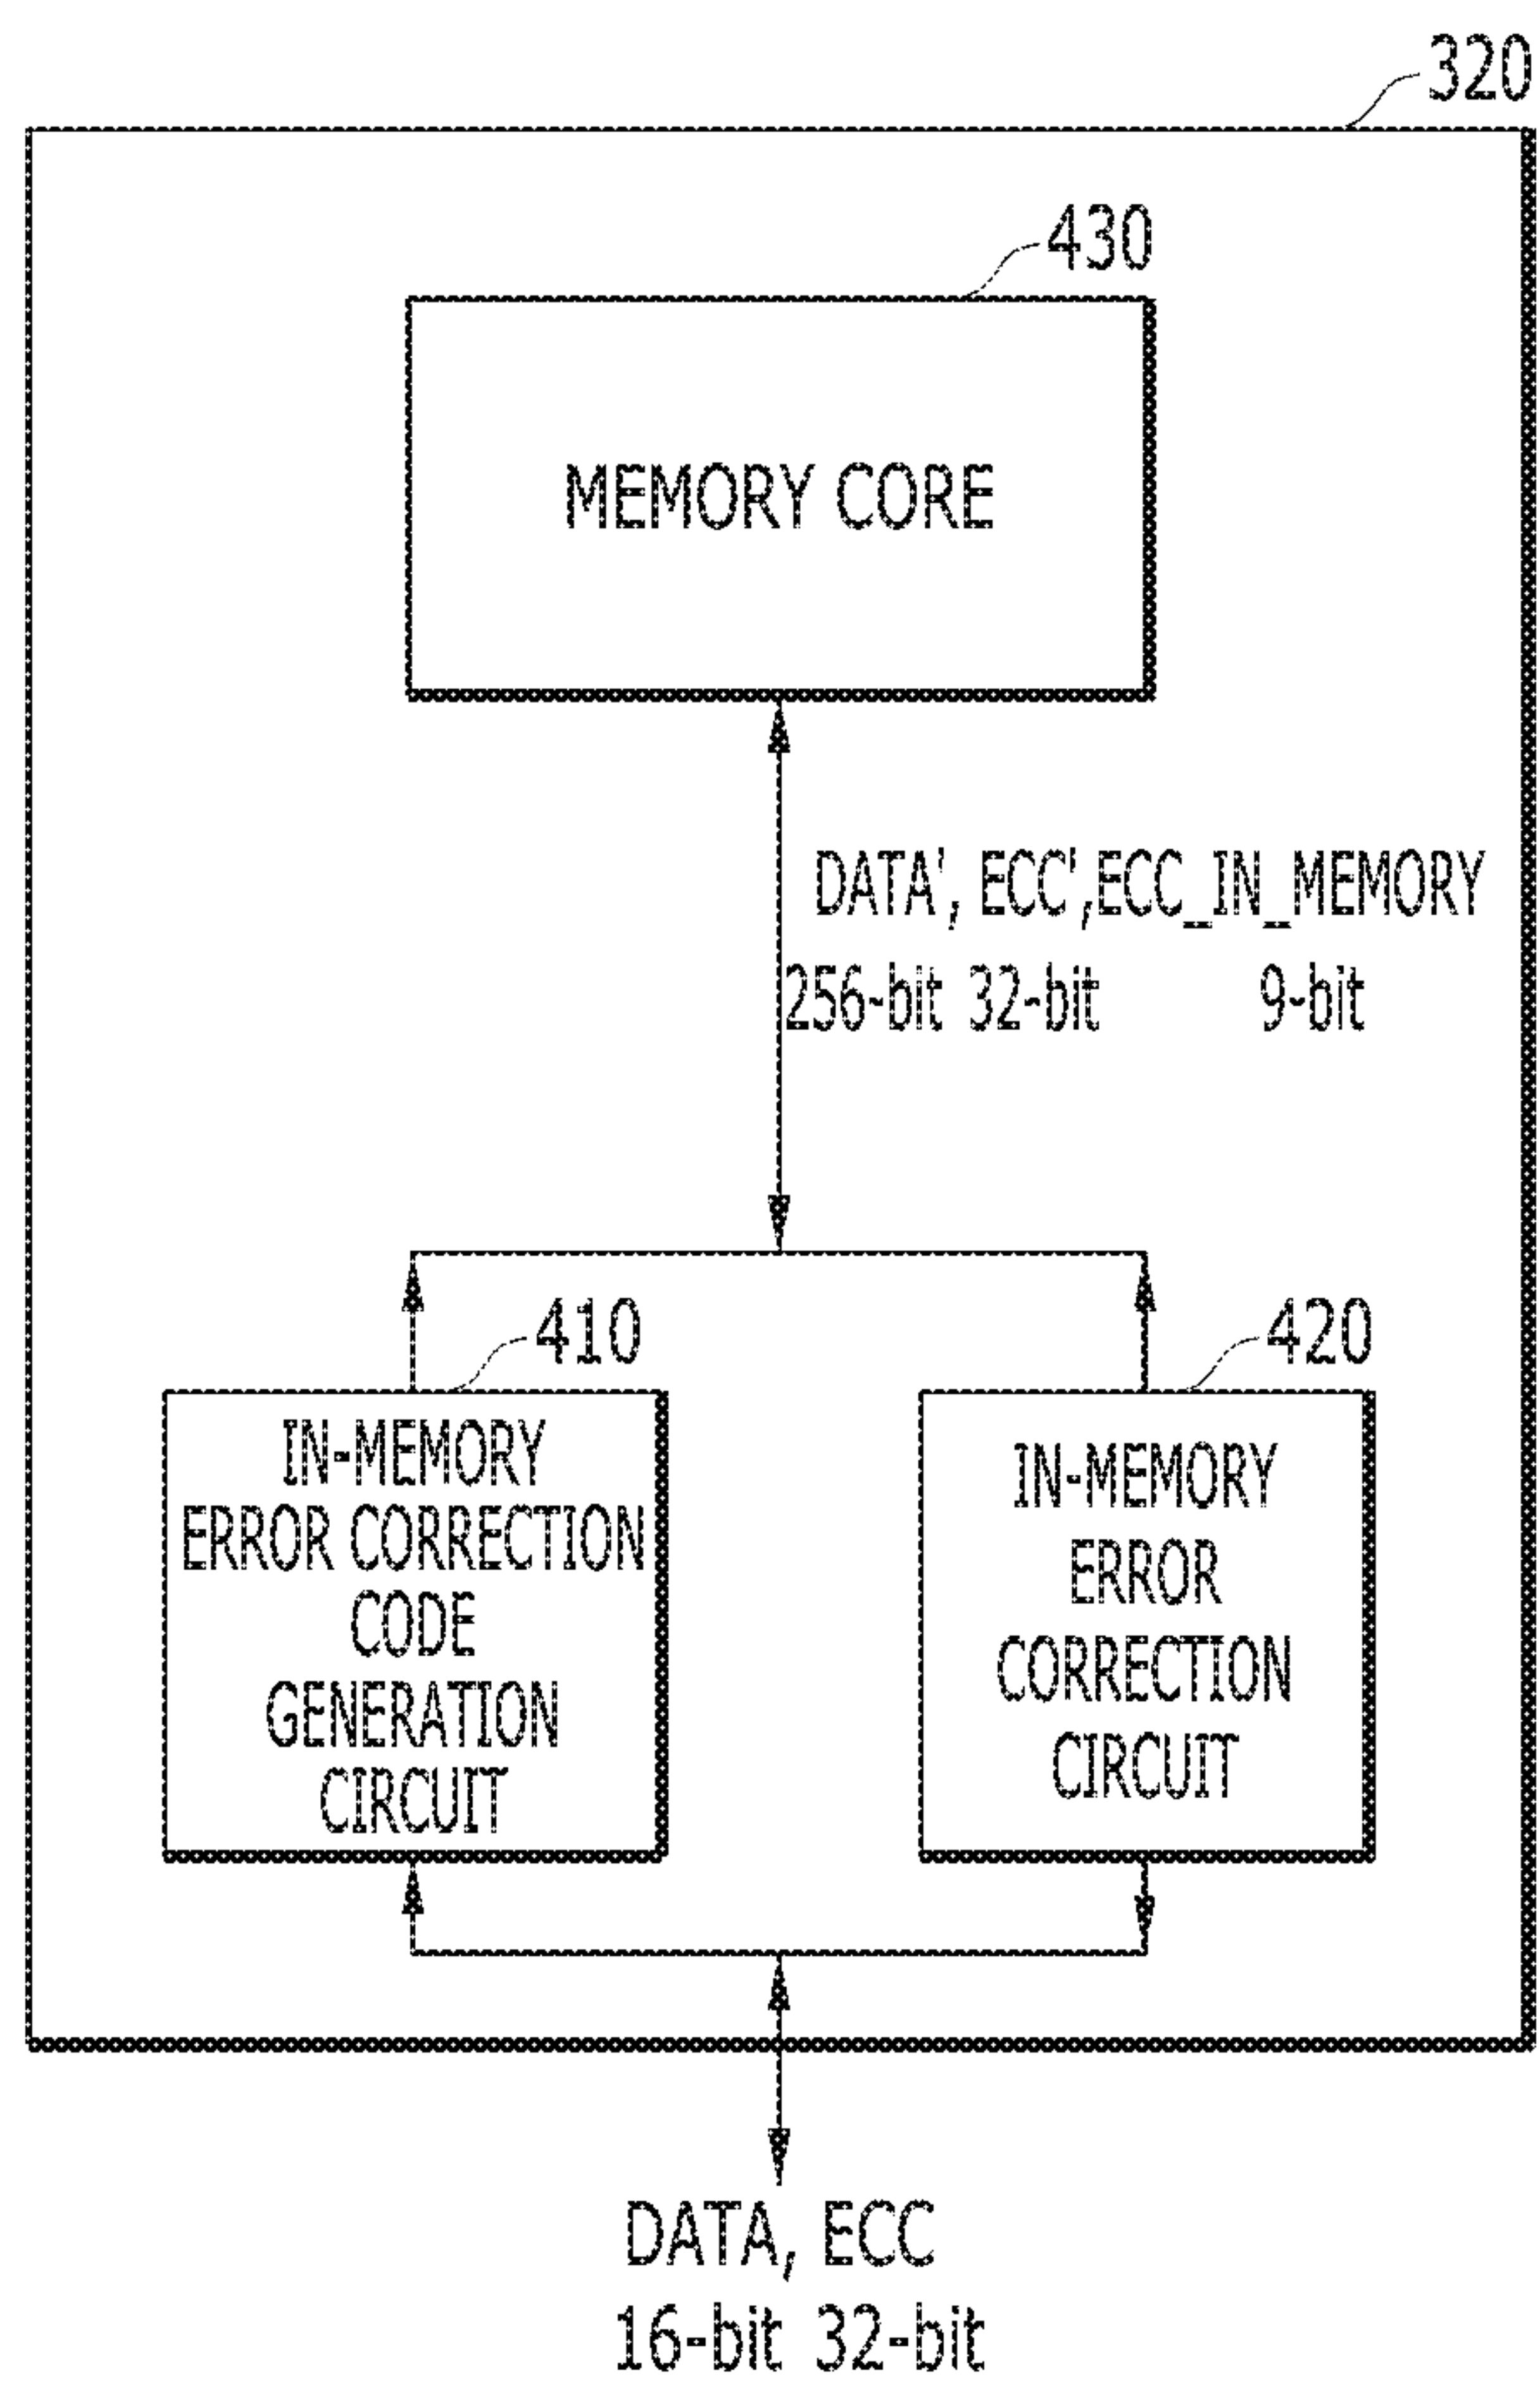 320
430
MEMORY CORE
DATA', ECC',ECC_IN_MEMORY
256-bit 32-bit 9-bit
410
IN-MEMORY
ERROR CORRECTION
CODE
GENERATION
CIRCUIT
420
IN-MEMORY
ERROR
CORRECTION
CIRCUIT
DATA, ECC
16-bit 32-bit